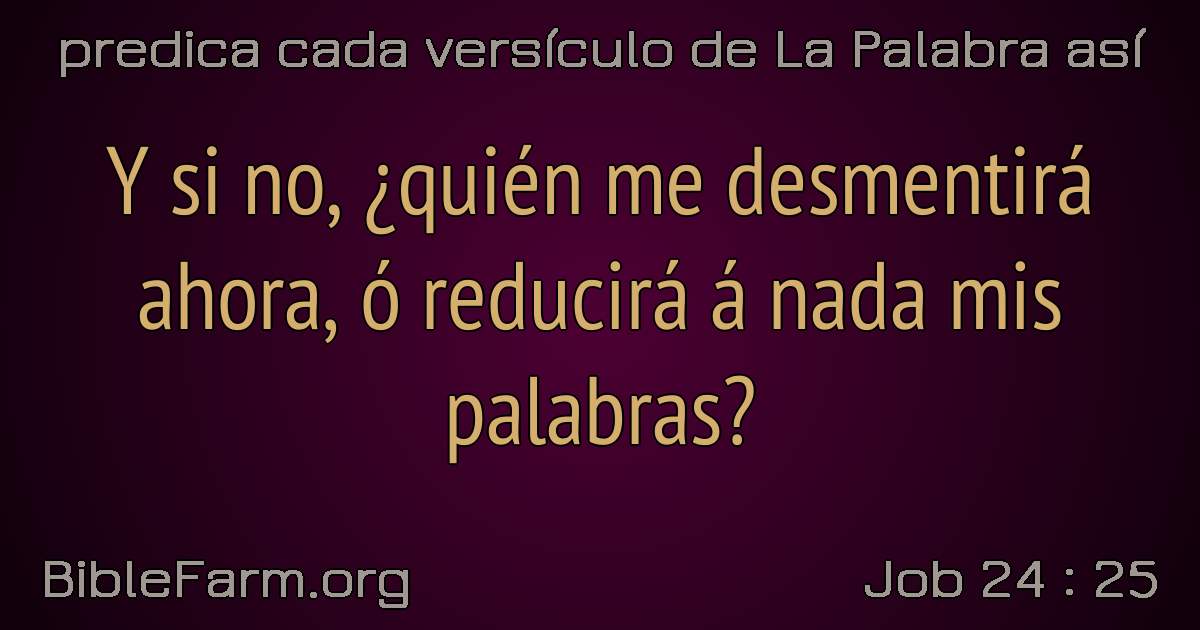 predica cada versículo de La Palabra así
Y si no, ¿quién me desmentirá
ahora, ó reducirá á nada mis
palabras?
BibleFarm.org
Job 24 : 25